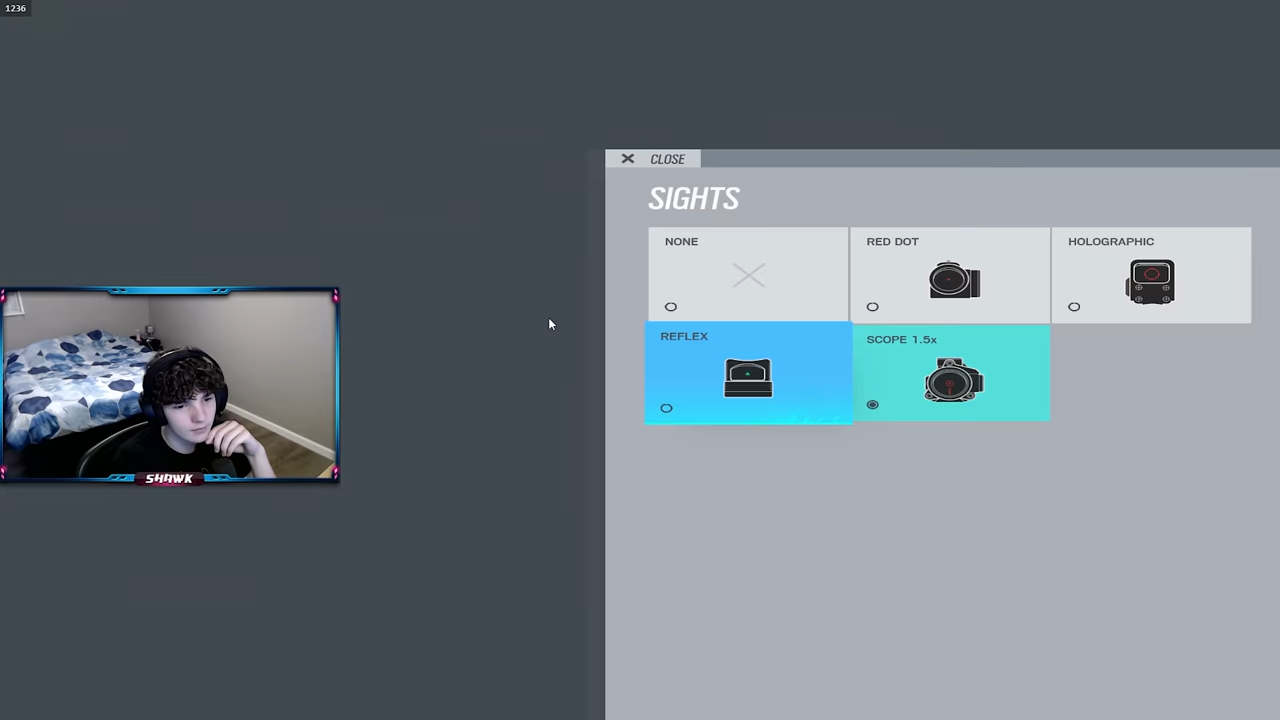 1236
CLOSE
SIGHTS
NONE
RED DOT
HOLOGRAPHIC
REFLEX
SCOPE 1.5x
SHAWK